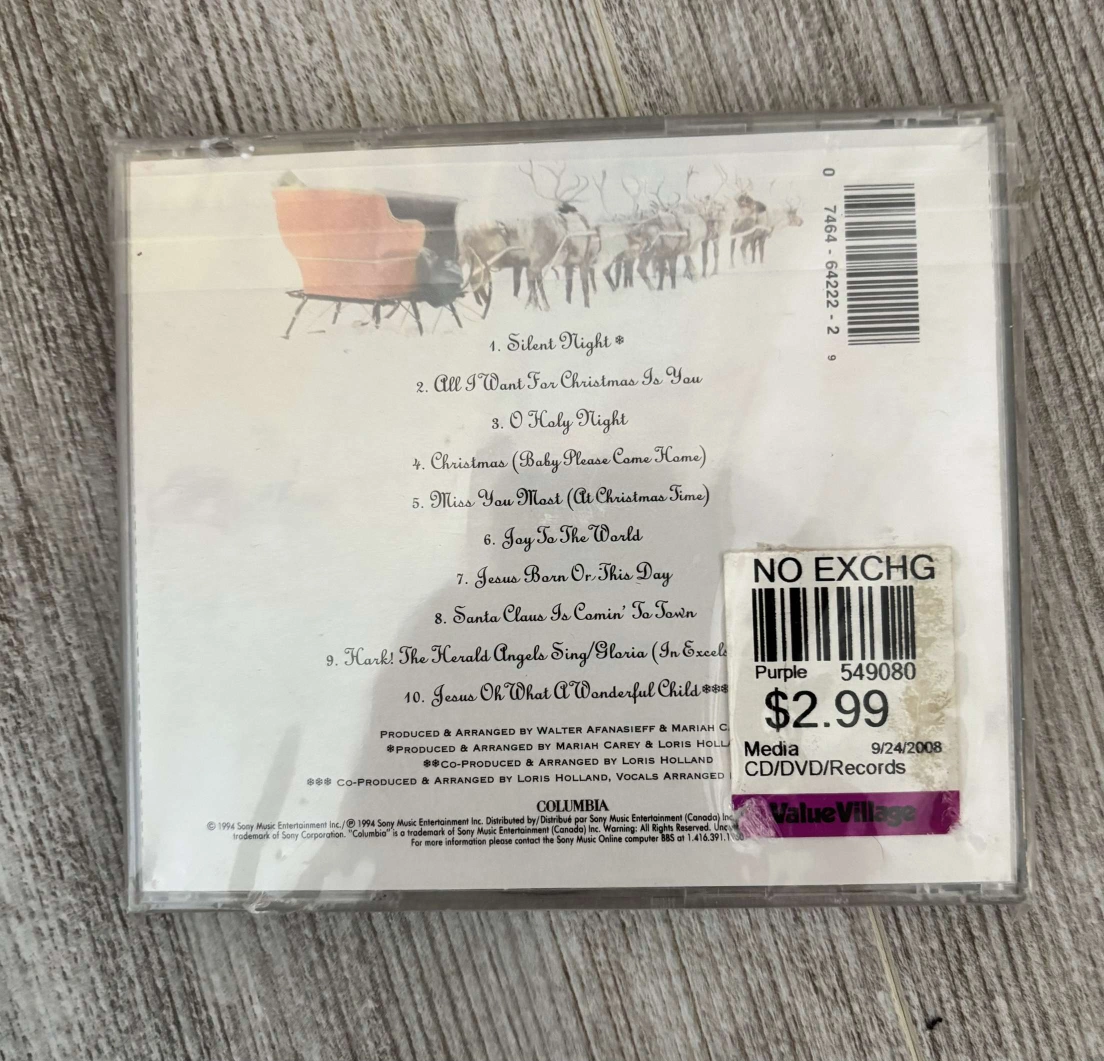 0 7464-64222-2 9
1. Silent Night *
2. All I Want For Christmas Is You
3. O Holy Night
4. Christmas (Baby Please Come Home)
5. Miss You Most (At Christmas Time)
6. Joy To The World
7. Jesus Born On This Day
8. Santa Claus Is Comin' To Town
9. Hark! The Herald Angels Sing/Gloria (In Excels
10. Jesus Oh What A Wonderful Child ***
PRODUCED & ARRANGED BY WALTER AFANASIEFF & MARIAH C
*PRODUCED & ARRANGED BY MARIAH CAREY & LORIS HOLL
**CO-PRODUCED & ARRANGED BY LORIS HOLLAND
*** CO-PRODUCED & ARRANGED BY LORIS HOLLAND, VOCALS ARRANGED
COLUMBIA
© 1994 Sony Music Entertainment Inc./℗ 1994 Sony Music Entertainment Inc. Distributed by/Distribué par Sony Music Entertainment (Canada) Inc
trademark of Sony Corporation. "Columbia" is a trademark of Sony Music Entertainment (Canada) Inc. Warning: All Rights Reserved.
For more information please contact the Sony Music Online computer BBS at 1.416.391.1
NO EXCHG
Purple 549080
$2.99
Media 9/24/2008
CD/DVD/Records
ValueVillage